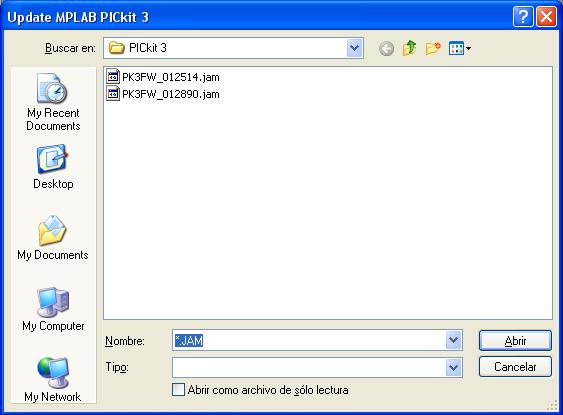 Update MPLAB PICkit 3
Buscar en:
PICkit 3
PK3FW_012514.jam
PK3FW_012890.jam
My Recent
Documents
Desktop
My Documents
My Computer
My Network
Nombre:
*.JAM
Abrir
Tipo:
Cancelar
Abrir como archivo de sólo lectura